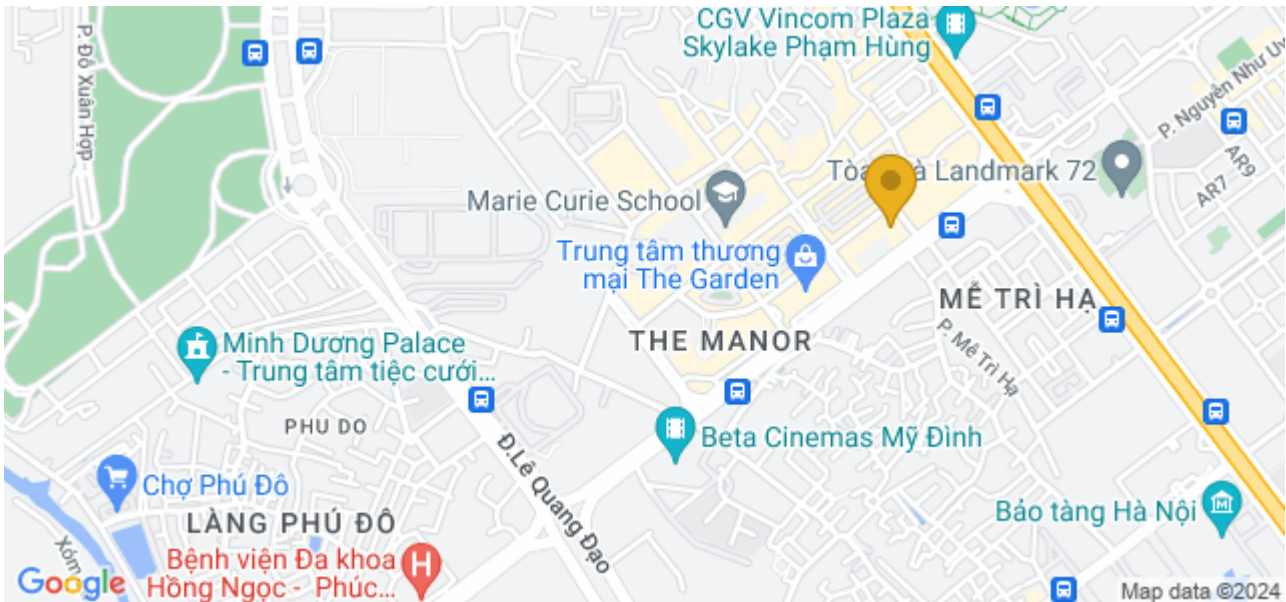 CGV Vincom Plaza
Skylake Phạm Hùng
P. Đỗ Xuân Hợp
P. Nguyễn Như Uy
AR9
AR7
Landmark 72
Marie Curie School
Trung tâm thương
mại The Garden
MỄ TRÌ HẠ
P. Mễ Trì Hạ
THE MANOR
Minh Dương Palace
- Trung tâm tiệc cưới...
PHU DO
Beta Cinemas Mỹ Đình
Đ.Lê Quang Đạo
Chợ Phú Đô
LÀNG PHÚ ĐÔ
Bảo tàng Hà Nội
Xóm
Bệnh viện Đa khoa
Hồng Ngọc - Phúc...
H
Google
Map data ©2024